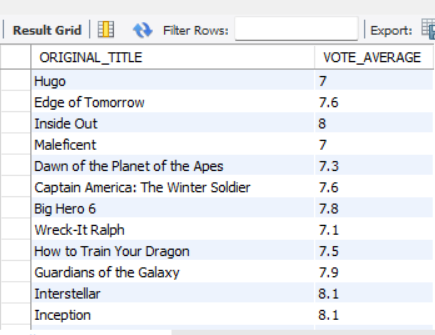 Result Grid Filter Rows: Export:
ORIGINAL_TITLE VOTE_AVERAGE
Hugo 7
Edge of Tomorrow 7.6
Inside Out 8
Maleficent 7
Dawn of the Planet of the Apes 7.3
Captain America: The Winter Soldier 7.6
Big Hero 6 7.8
Wreck-It Ralph 7.1
How to Train Your Dragon 7.5
Guardians of the Galaxy 7.9
Interstellar 8.1
Inception 8.1